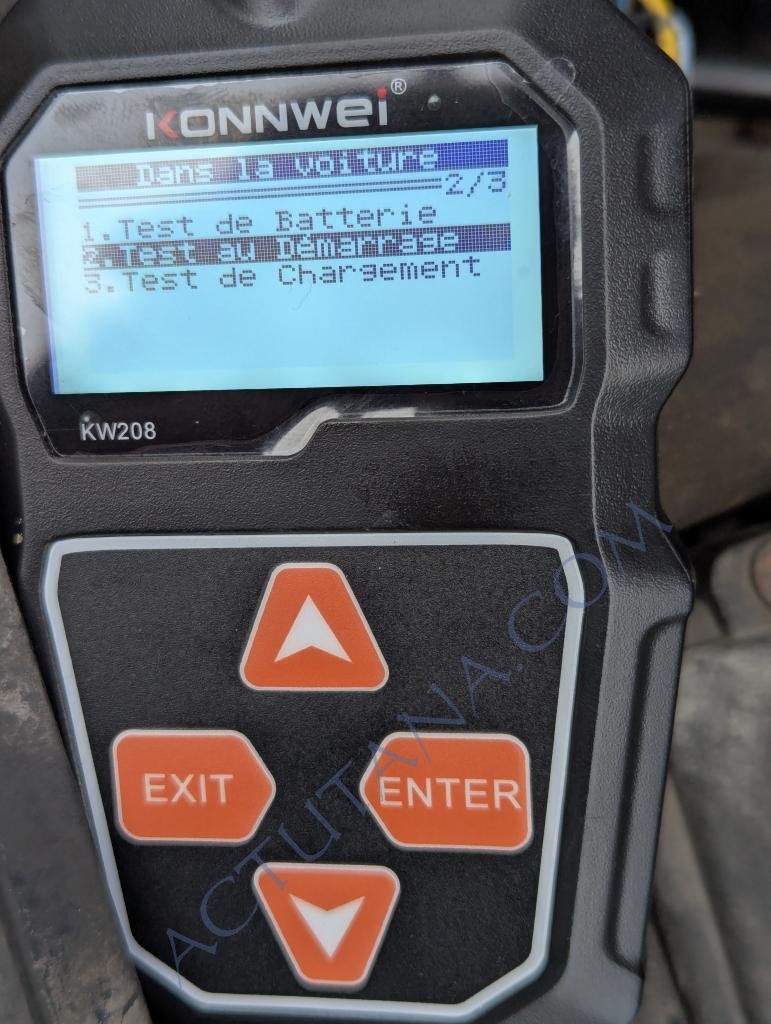 KONNWEI®
Dans la Voiture
2/3
1.Test de Batterie
2.Test au Démarrage
3.Test de Chargement
KW208
EXIT
ENTER
ACTUTANA.COM